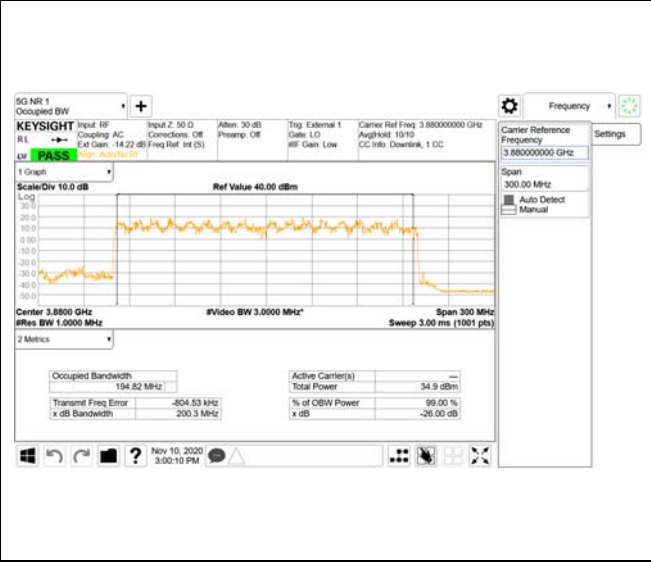 5G NR 1
Occupied BW
+
Frequency
KEYSIGHT Input: RF Input Z: 50 Ω Atten: 30 dB Trig: External 1 Carrier Ref Freq: 3.880000000 GHz
RL Coupling: AC Corrections: Off Preamp: Off Gate: LO Avg|Hold: 10/10
Ext Gain: -14.22 dB Freq Ref: Int (S) #IF Gain: Low CC Info: Downlink, 1 CC
PASS Align: Auto/No RF
Carrier Reference
Frequency
3.880000000 GHz
Settings
Span
300.00 MHz
Auto Detect
Manual
1 Graph
Scale/Div 10.0 dB Ref Value 40.00 dBm
Log
30.0
20.0
10.0
0.00
-10.0
-20.0
-30.0
-40.0
-50.0
Center 3.8800 GHz #Video BW 3.0000 MHz* Span 300 MHz
#Res BW 1.0000 MHz Sweep 3.00 ms (1001 pts)
2 Metrics
Occupied Bandwidth
194.82 MHz
Transmit Freq Error -804.53 kHz
x dB Bandwidth 200.3 MHz
Active Carrier(s) —
Total Power 34.9 dBm
% of OBW Power 99.00 %
x dB -26.00 dB
?
Nov 10, 2020
3:00:10 PM